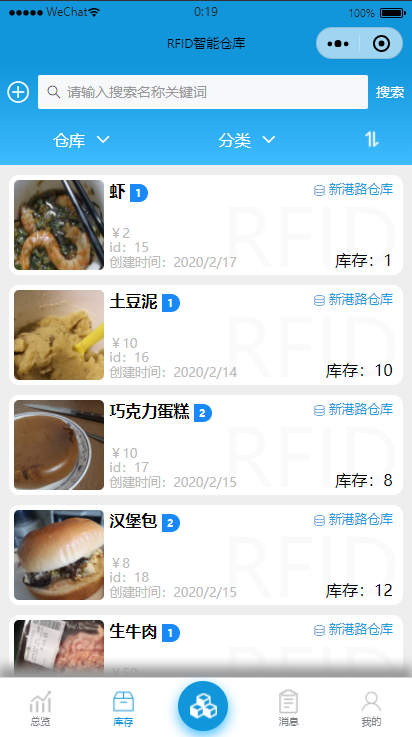 WeChat 0:19 100%
RFID智能仓库
请输入搜索名称关键词 搜索
仓库 分类
虾 1 新港路仓库
RFID
￥2
id：15
创建时间：2020/2/17 库存：1
土豆泥 1 新港路仓库
RFID
￥10
id：16
创建时间：2020/2/14 库存：10
巧克力蛋糕 2 新港路仓库
RFID
￥10
id：17
创建时间：2020/2/15 库存：8
汉堡包 2 新港路仓库
RFID
￥8
id：18
创建时间：2020/2/15 库存：12
生牛肉 1 新港路仓库
RFID
总览 库存 消息 我的